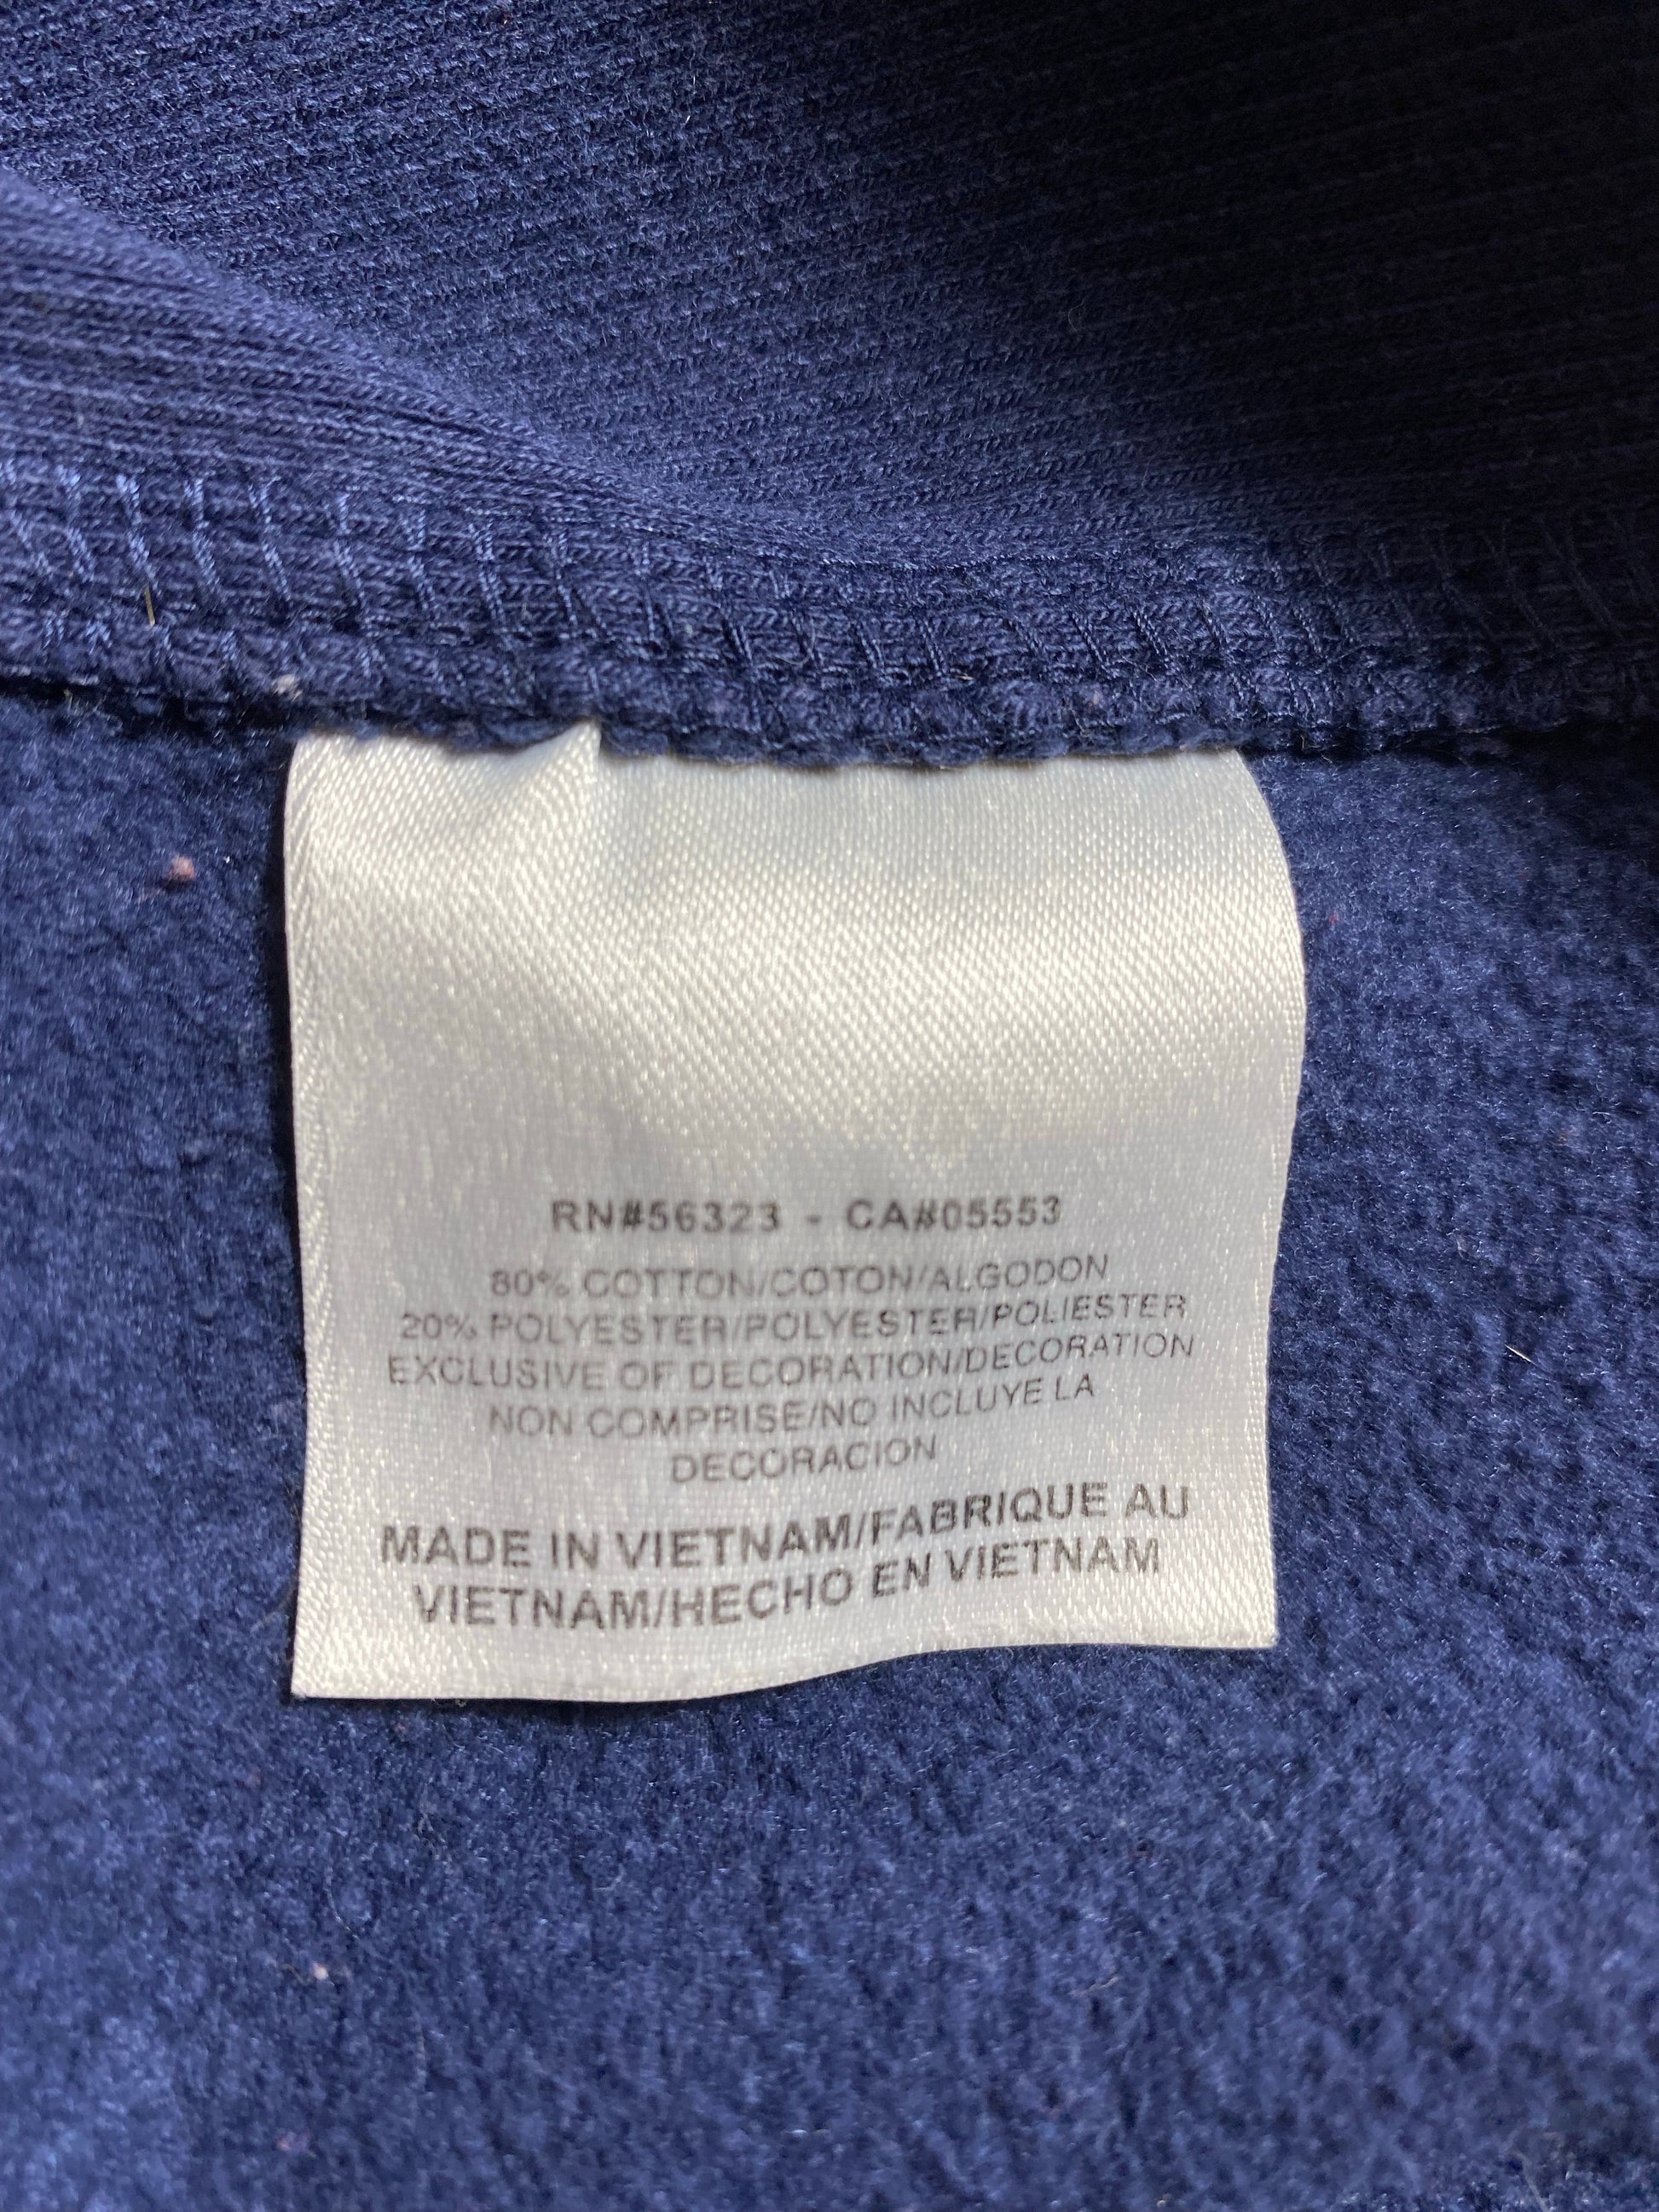 RN#56323 - CA#05553
80% COTTON/COTON/ALGODON
20% POLYESTER/POLYESTER/POLIESTER
EXCLUSIVE OF DECORATION/DECORATION
NON COMPRISE/NO INCLUYE LA
DECORACION
MADE IN VIETNAM/FABRIQUE AU
VIETNAM/HECHO EN VIETNAM